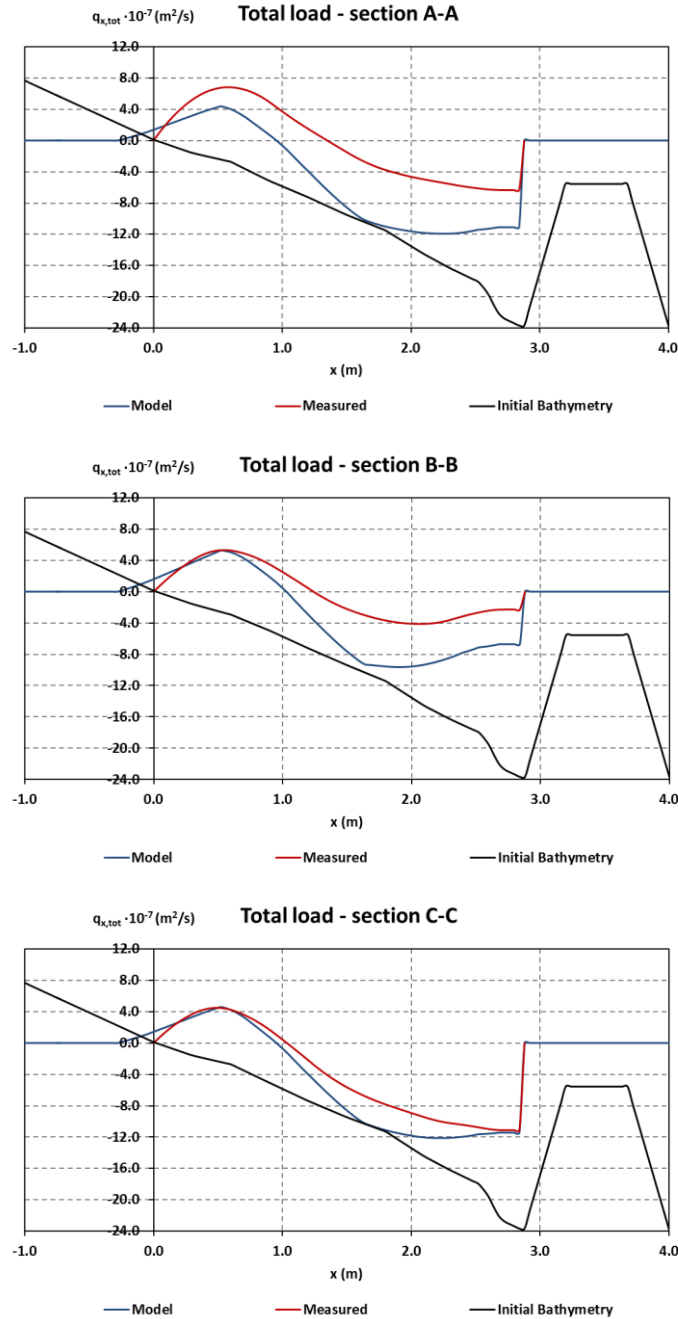 q_x,tot ·10⁻⁷ (m²/s) Total load - section A-A
12.0
8.0
4.0
0.0
-4.0
-8.0
-12.0
-16.0
-20.0
-24.0
-1.0 0.0 1.0 2.0 3.0 4.0
x (m)
Model Measured Initial Bathymetry
q_x,tot ·10⁻⁷ (m²/s) Total load - section B-B
12.0
8.0
4.0
0.0
-4.0
-8.0
-12.0
-16.0
-20.0
-24.0
-1.0 0.0 1.0 2.0 3.0 4.0
x (m)
Model Measured Initial Bathymetry
q_x,tot ·10⁻⁷ (m²/s) Total load - section C-C
12.0
8.0
4.0
0.0
-4.0
-8.0
-12.0
-16.0
-20.0
-24.0
-1.0 0.0 1.0 2.0 3.0 4.0
x (m)
Model Measured Initial Bathymetry